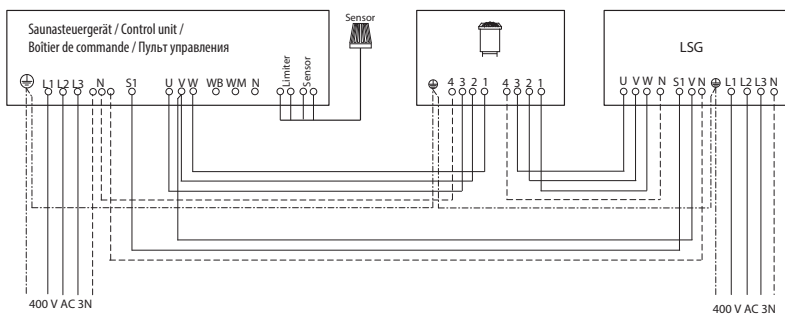 Saunasteuergerät / Control unit /
Boîtier de commande / Пульт управления
Sensor
LSG
L1 L2 L3 N S1 U V W WB WM N Limiter Sensor
4 3 2 1 4 3 2 1
U V W N S1 V N L1 L2 L3 N
400 V AC 3N
400 V AC 3N